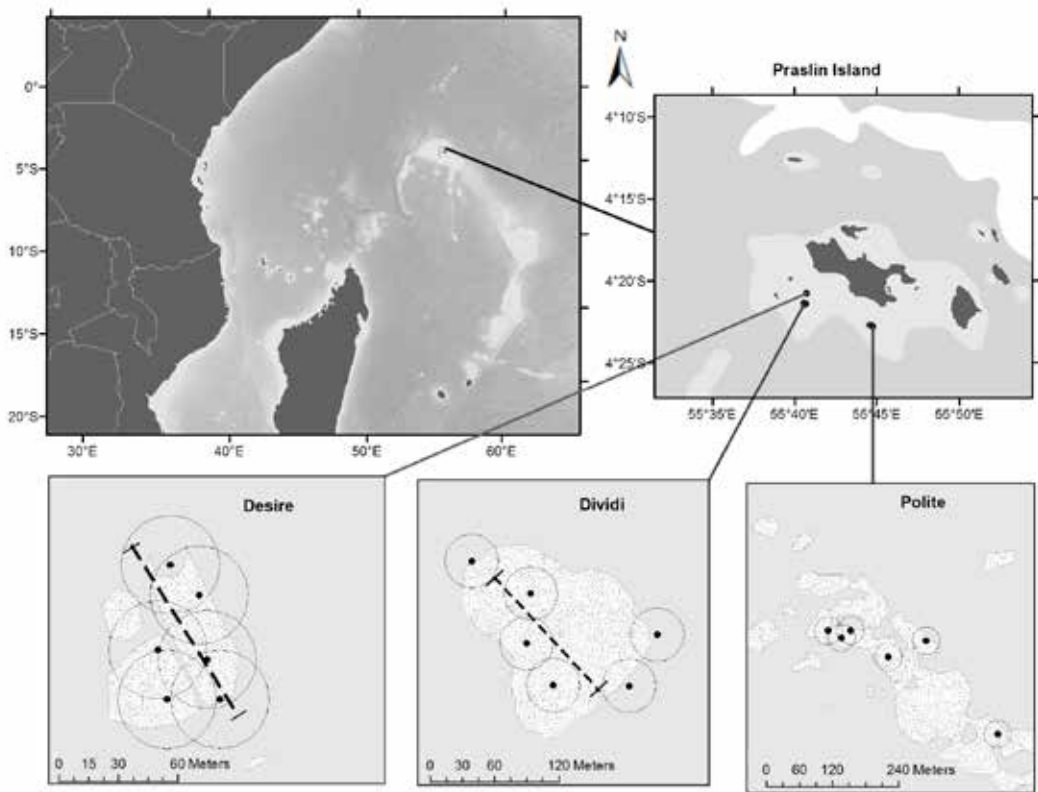 N
Praslin Island
0°
5°S
10°S
15°S
20°S
30°E 40°E 50°E 60°E
4°10'S
4°15'S
4°20'S
4°25'S
55°35'E 55°40'E 55°45'E 55°50'E
Desire
0 15 30 60 Meters
Dividi
0 30 60 120 Meters
Polite
0 60 120 240 Meters